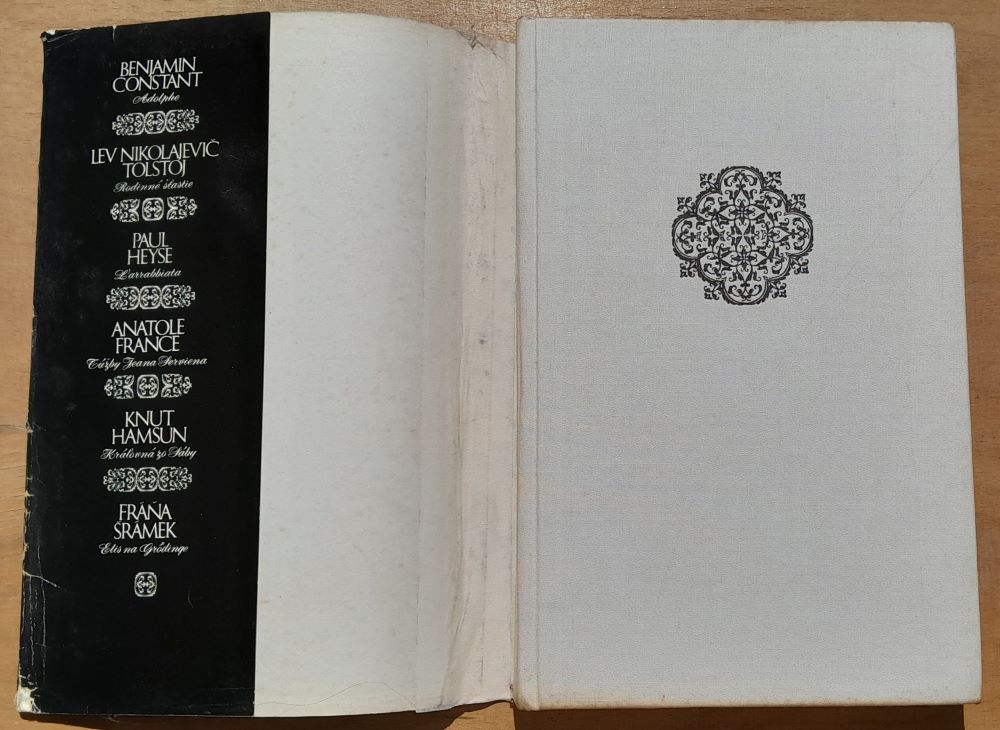 BENJAMIN
CONSTANT
Adolphe
LEV NIKOLAJEVIČ
TOLSTOJ
Rodinné šťastie
PAUL
HEYSE
L'arrabbiata
ANATOLE
FRANCE
Túžby Jeana Serviena
KNUT
HAMSUN
Kráľovná zo Sáby
FRÁŇA
ŠRÁMEK
Elis na Grödinge